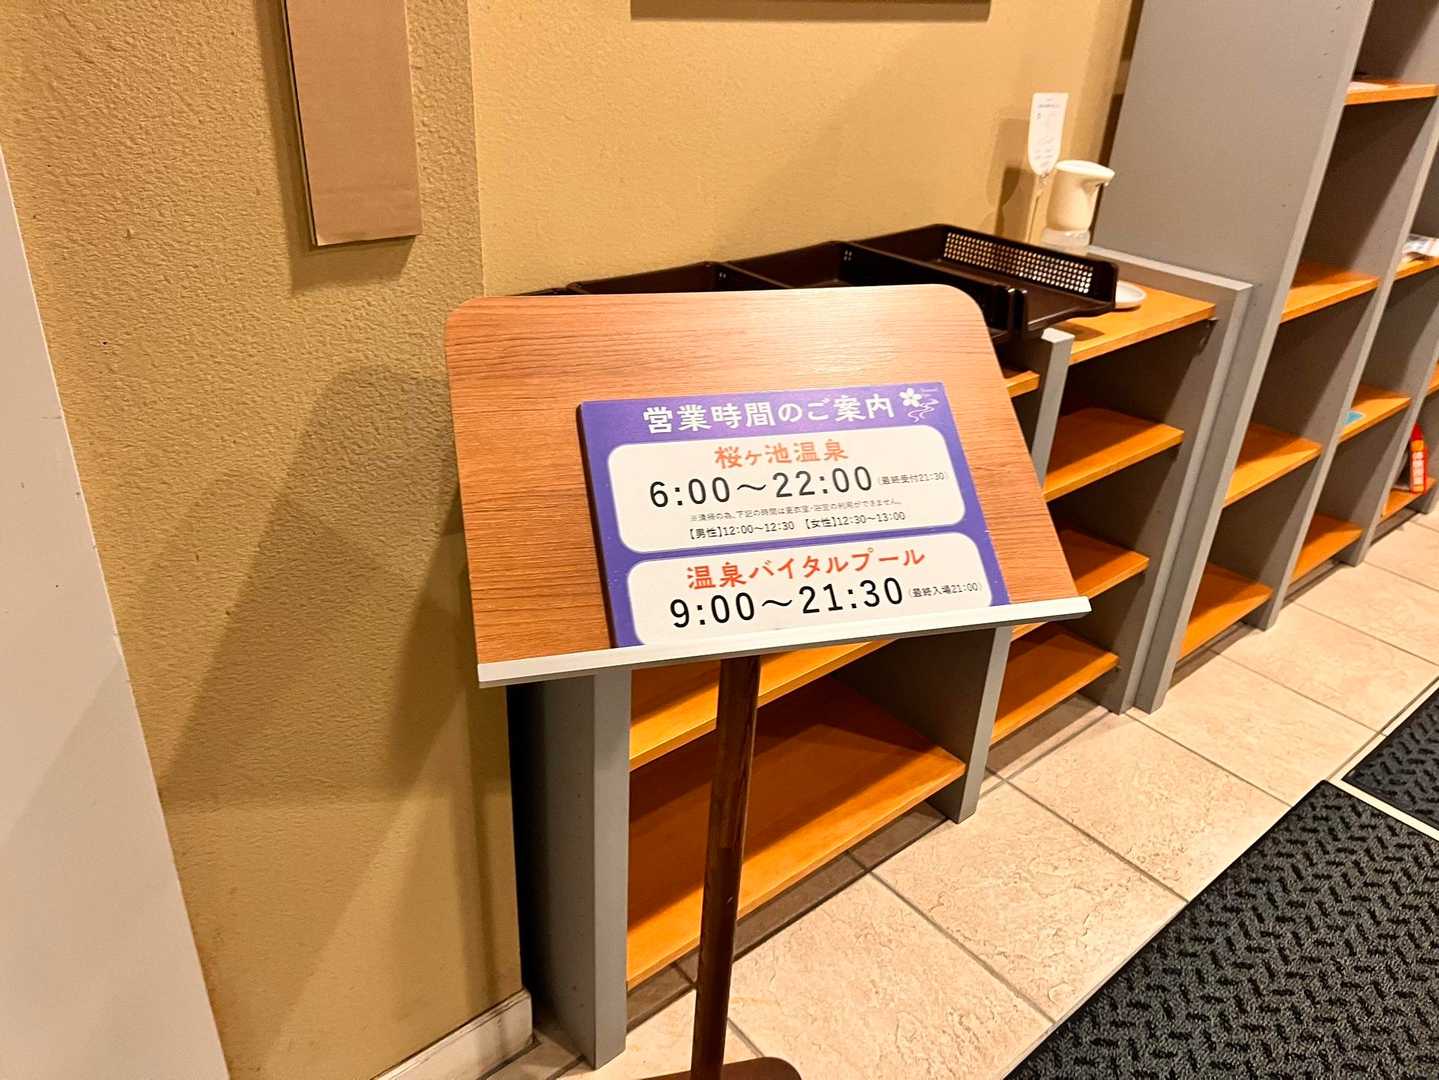 営業時間のご案内
桜ヶ池温泉
6:00～22:00（最終受付21:30）
※清掃の為、下記の時間は更衣室・浴室の利用ができません。
【男性】12:00～12:30 【女性】12:30～13:00
温泉バイタルプール
9:00～21:30（最終入場21:00）